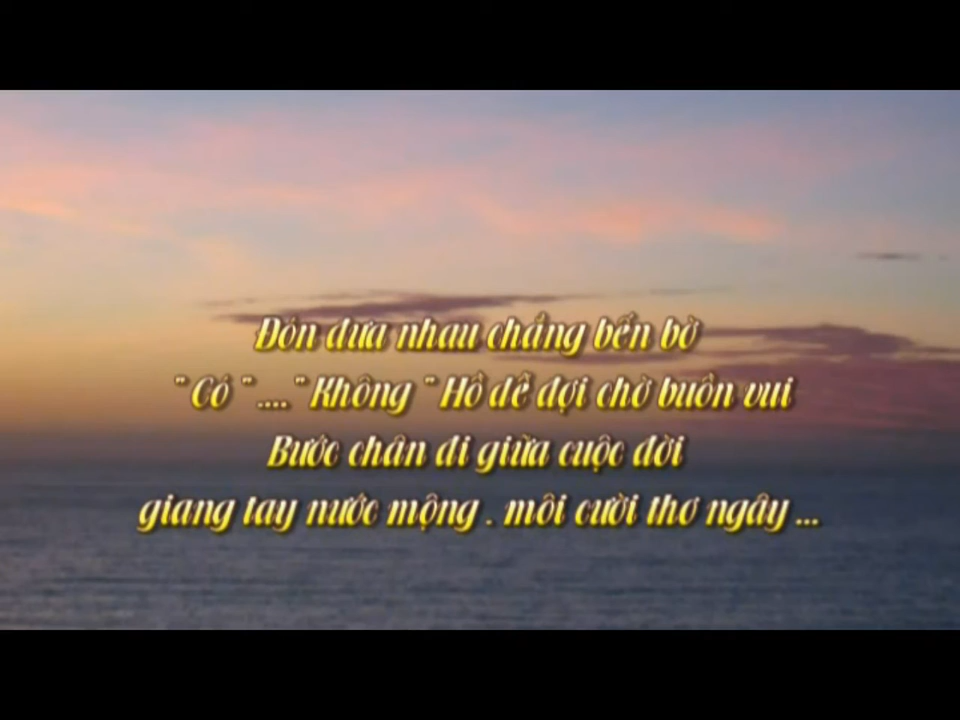 Đón đưa nhau chẳng bến bờ
" Có " .... " Không " Hồ dễ đợi chờ buồn vui
Bước chân đi giữa cuộc đời
giang tay nước mộng . môi cười thơ ngây ...